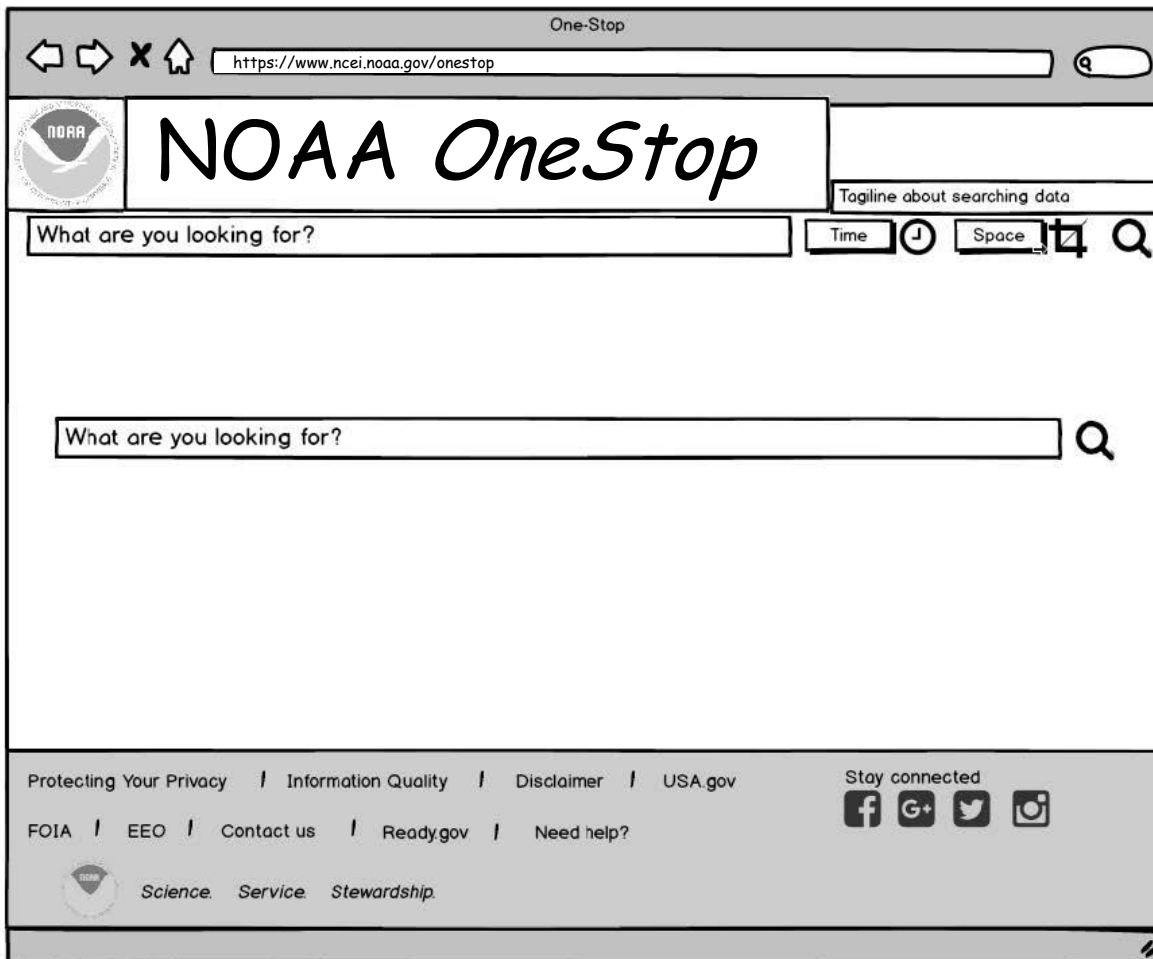 One-Stop
https://www.ncei.noaa.gov/onestop
NOAA
NOAA OneStop
Tagiline about searching data
What are you looking for?
Time
Space
What are you looking for?
Protecting Your Privacy / Information Quality / Disclaimer / USA.gov
Stay connected
FOIA / EEO / Contact us / Ready.gov / Need help?
NOAA
Science. Service. Stewardship.